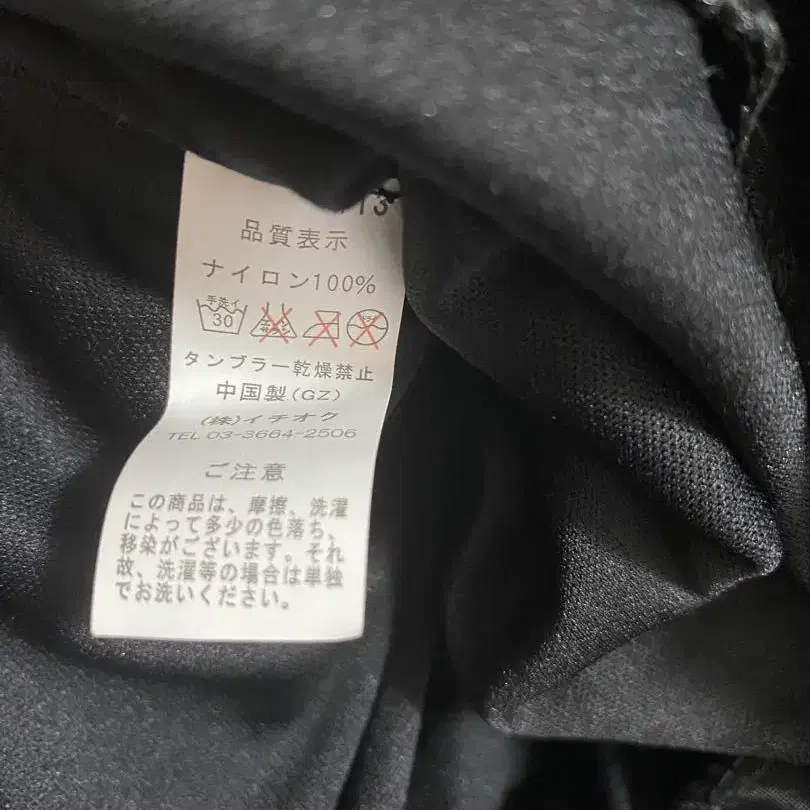 13
品質表示
ナイロン100%
手洗イ
30
タンブラー乾燥禁止
中国製(GZ)
(株)イチオク
TEL 03-3664-2506
ご注意
この商品は、摩擦、洗濯
によって多少の色落ち、
移染がございます。それ
故、洗濯等の場合は単独
でお洗いください。